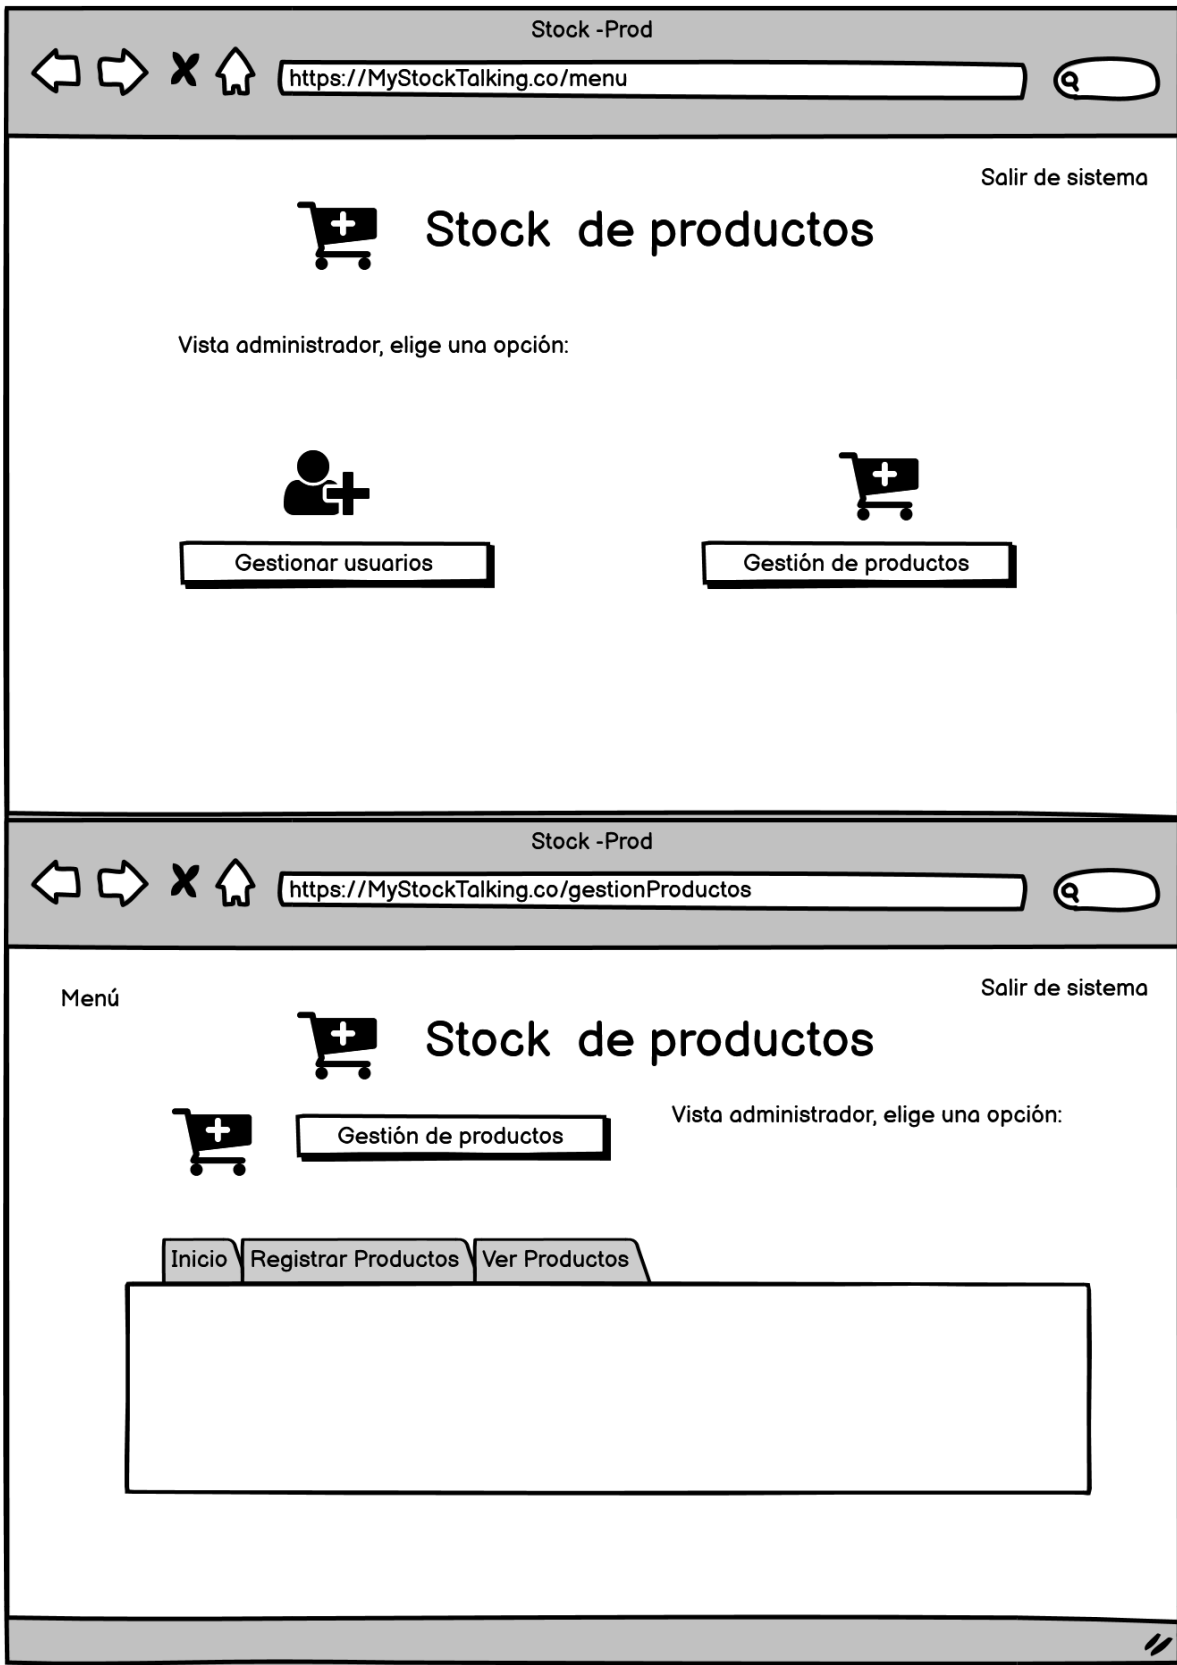 Stock -Prod
https://MyStockTalking.co/menu
Salir de sistema
Stock de productos
Vista administrador, elige una opción:
Gestionar usuarios
Gestión de productos
Stock -Prod
https://MyStockTalking.co/gestionProductos
Menú
Salir de sistema
Stock de productos
Gestión de productos
Vista administrador, elige una opción:
Inicio
Registrar Productos
Ver Productos